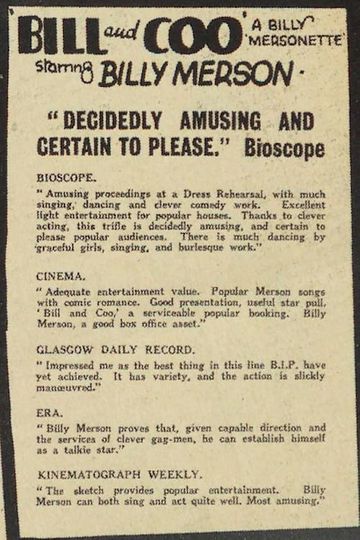 'BILL and COO' A BILLY
'MERSONETTE'
starring BILLY MERSON.
"DECIDEDLY AMUSING AND
CERTAIN TO PLEASE." Bioscope
BIOSCOPE.
"Amusing proceedings at a Dress Rehearsal, with much
singing, dancing and clever comedy work. Excellent
light entertainment for popular houses. Thanks to clever
acting, this trifle is decidedly amusing, and certain to
please popular audiences. There is much dancing by
graceful girls, singing, and burlesque work."
CINEMA.
"Adequate entertainment value. Popular Merson songs
with comic romance. Good presentation, useful star pull.
'Bill and Coo,' a serviceable popular booking. Billy
Merson, a good box office asset."
GLASGOW DAILY RECORD.
"Impressed me as the best thing in this line B.I.P. have
yet achieved. It has variety, and the action is slickly
manœuvred."
ERA.
"Billy Merson proves that, given capable direction and
the services of clever gag-men, he can establish himself
as a talkie star."
KINEMATOGRAPH WEEKLY.
"The sketch provides popular entertainment. Billy
Merson can both sing and act quite well. Most amusing."